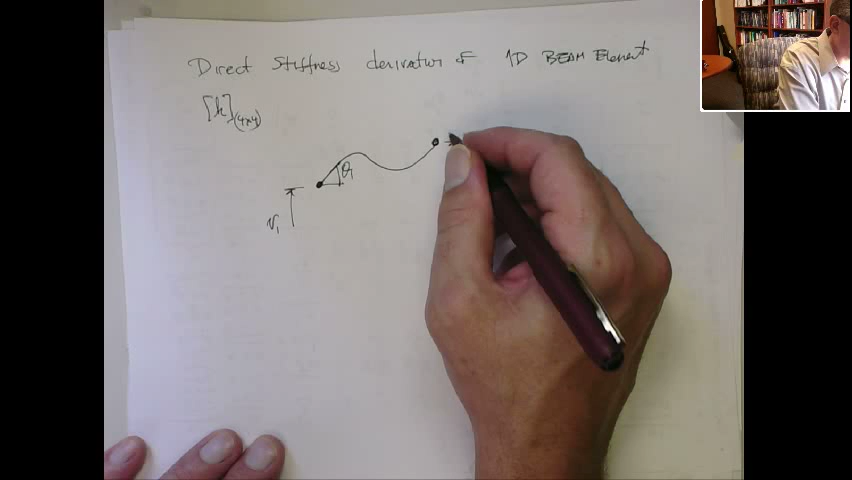 Direct Stiffness derivation of 1D BEAM Element
[k](4x4)
θ1
v1